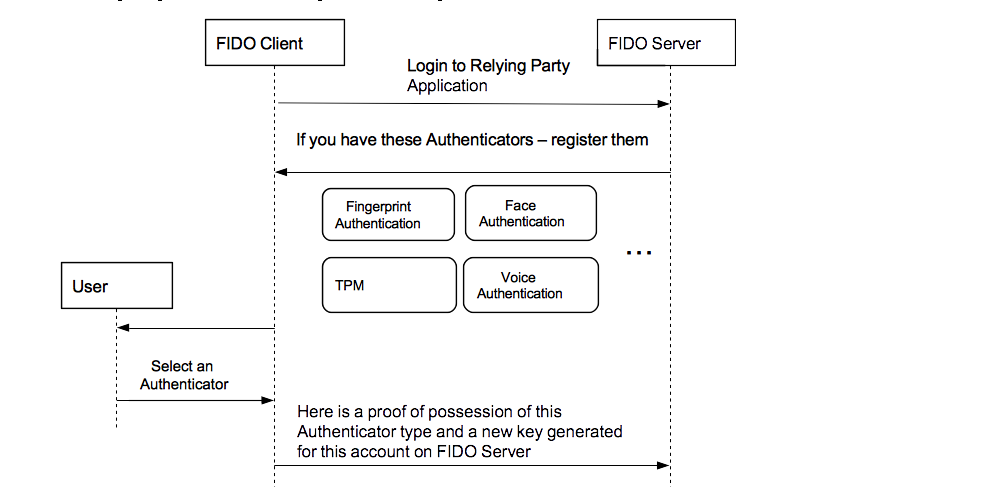 FIDO Client
FIDO Server
Login to Relying Party
Application
If you have these Authenticators – register them
Fingerprint
Authentication
Face
Authentication
...
TPM
Voice
Authentication
User
Select an
Authenticator
Here is a proof of possession of this
Authenticator type and a new key generated
for this account on FIDO Server